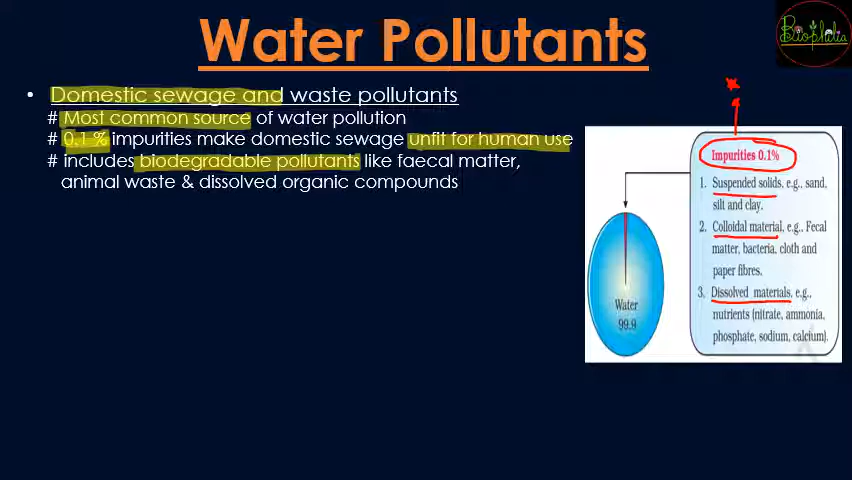 Water Pollutants
Biophilia
• Domestic sewage and waste pollutants
# Most common source of water pollution
# 0.1 % impurities make domestic sewage unfit for human use
# includes biodegradable pollutants like faecal matter,
animal waste & dissolved organic compounds
Impurities 0.1%
1. Suspended solids, e.g., sand,
silt and clay.
2. Colloidal material, e.g., Fecal
matter, bacteria, cloth and
paper fibres.
3. Dissolved materials, e.g.,
nutrients (nitrate, ammonia,
phosphate, sodium, calcium).
Water
99.9